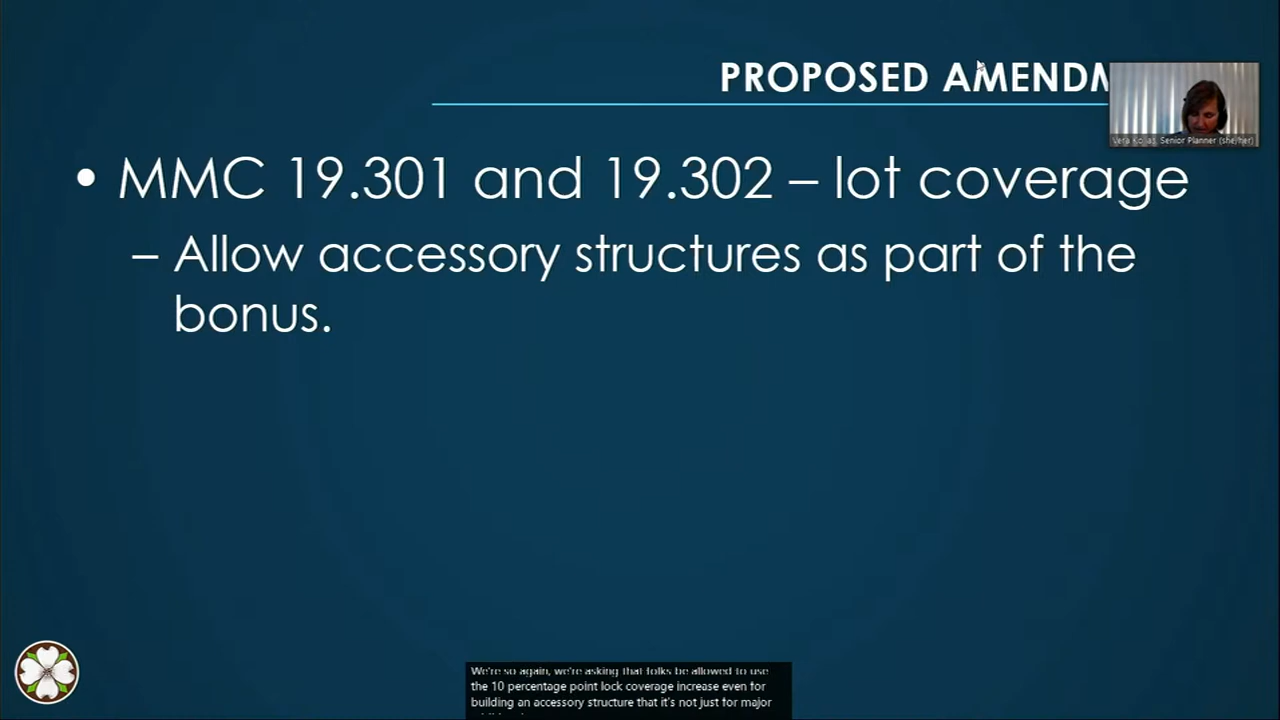 PROPOSED AMENDM
Vera Kolias, Senior Planner (she/her)
• MMC 19.301 and 19.302 – lot coverage
– Allow accessory structures as part of the
bonus.
We're so again, we're asking that folks be allowed to use
the 10 percentage point lock coverage increase even for
building an accessory structure that it's not just for major